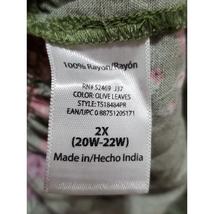 100% Rayon/Rayón
RN# 52469 J37
COLOR: OLIVE LEAVES
STYLE: TS18484PR
EAN/UPC 0 88751205171
2X
(20W-22W)
Made in/Hecho India